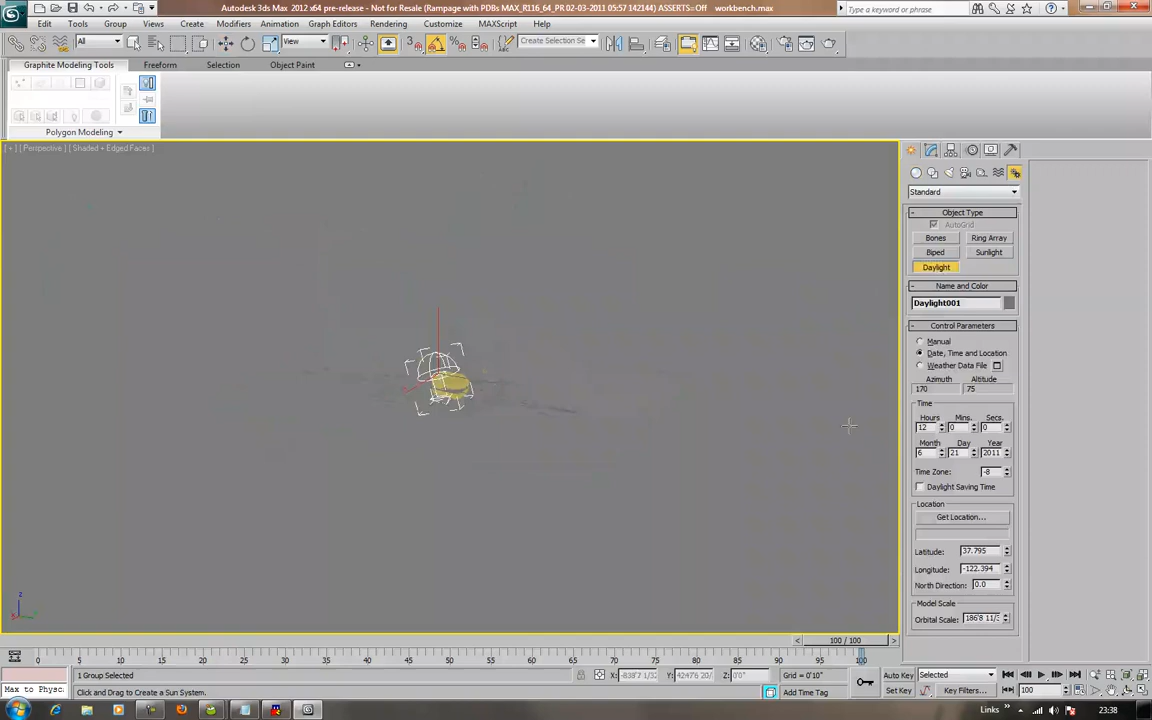 Autodesk 3ds Max 2012 x64 pre-release - Not for Resale (Rampage with PDBs MAX_R116_64_PR 02-03-2011 05:57 142144) ASSERTS=Off workbench.max
Type a keyword or phrase
Edit Tools Group Views Create Modifiers Animation Graph Editors Rendering Customize MAXScript Help
All View Create Selection Se
Graphite Modeling Tools Freeform Selection Object Paint
Polygon Modeling
[ + ] [ Perspective ] [ Shaded + Edged Faces ]
Standard
Object Type
AutoGrid
Bones Ring Array
Biped Sunlight
Daylight
Name and Color
Daylight001
Control Parameters
Manual
Date, Time and Location
Weather Data File
Azimuth Altitude
170 75
Time
Hours Mins. Secs.
12 0 0
Month Day Year
6 21 2011
Time Zone: -8
Daylight Saving Time
Location
Get Location...
Latitude: 37.795
Longitude: -122.394
North Direction: 0.0
Model Scale
Orbital Scale: 186'8 11/3
z
< 100 / 100 >
0 5 10 15 20 25 30 35 40 45 50 55 60 65 70 75 80 85 90 95 100
1 Group Selected X: Y: Z: 0'0" Grid = 0'10" Auto Key Selected
Max to Physc Click and Drag to Create a Sun System. Add Time Tag Set Key Key Filters... 100
Links » 23:38